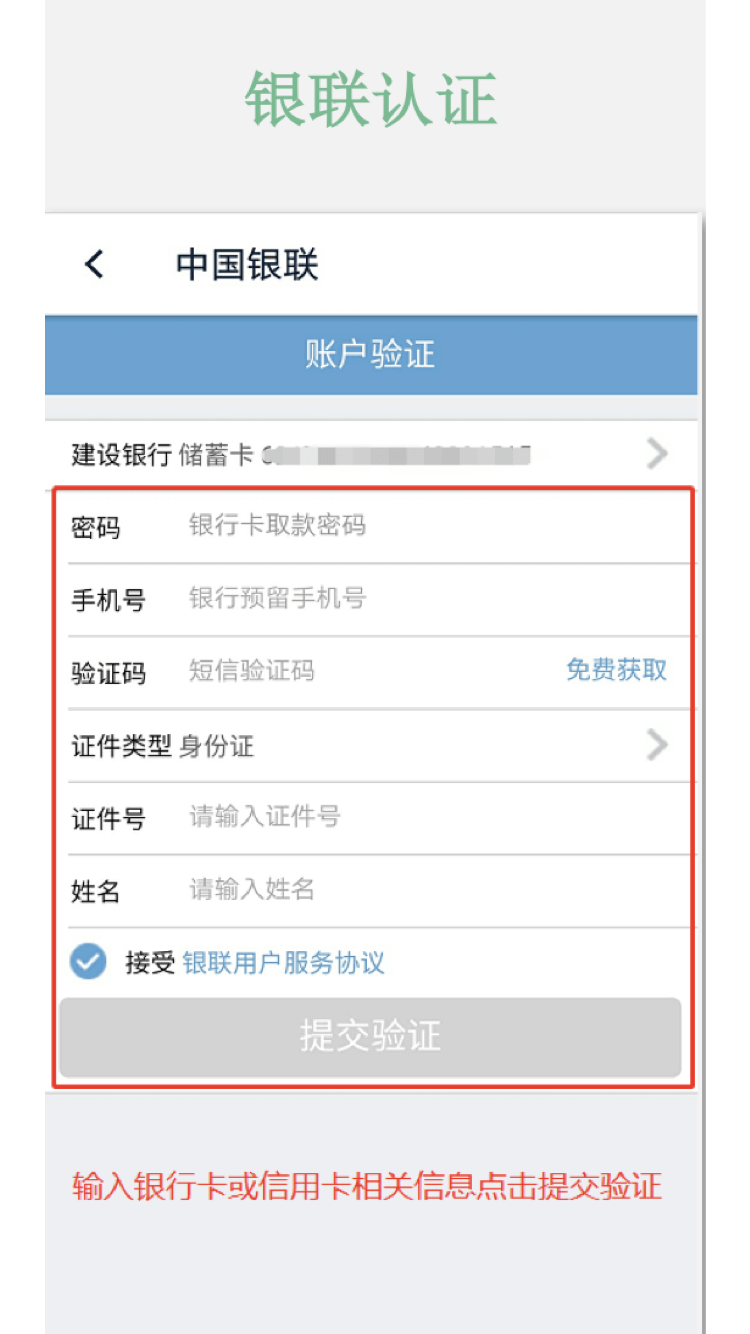 银联认证
中国银联
账户验证
建设银行 储蓄卡
密码 银行卡取款密码
手机号 银行预留手机号
验证码 短信验证码 免费获取
证件类型 身份证
证件号 请输入证件号
姓名 请输入姓名
接受 银联用户服务协议
提交验证
输入银行卡或信用卡相关信息点击提交验证